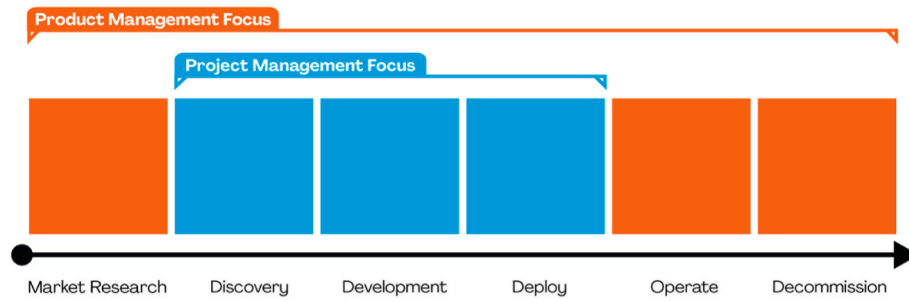 Product Management Focus
Project Management Focus
Market Research
Discovery
Development
Deploy
Operate
Decommission